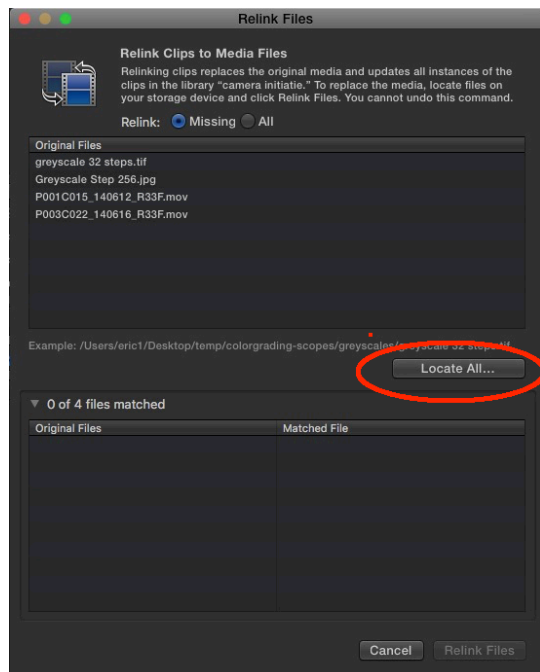 Relink Files
Relink Clips to Media Files
Relinking clips replaces the original media and updates all instances of the
clips in the library “camera initiatie.” To replace the media, locate files on
your storage device and click Relink Files. You cannot undo this command.
Relink: Missing All
Original Files
greyscale 32 steps.tif
Greyscale Step 256.jpg
P001C015_140612_R33F.mov
P003C022_140616_R33F.mov
Example: /Users/eric1/Desktop/temp/colorgrading-scopes/greyscales/greyscale 32 steps.tif
Locate All...
0 of 4 files matched
Original Files Matched File
Cancel Relink Files